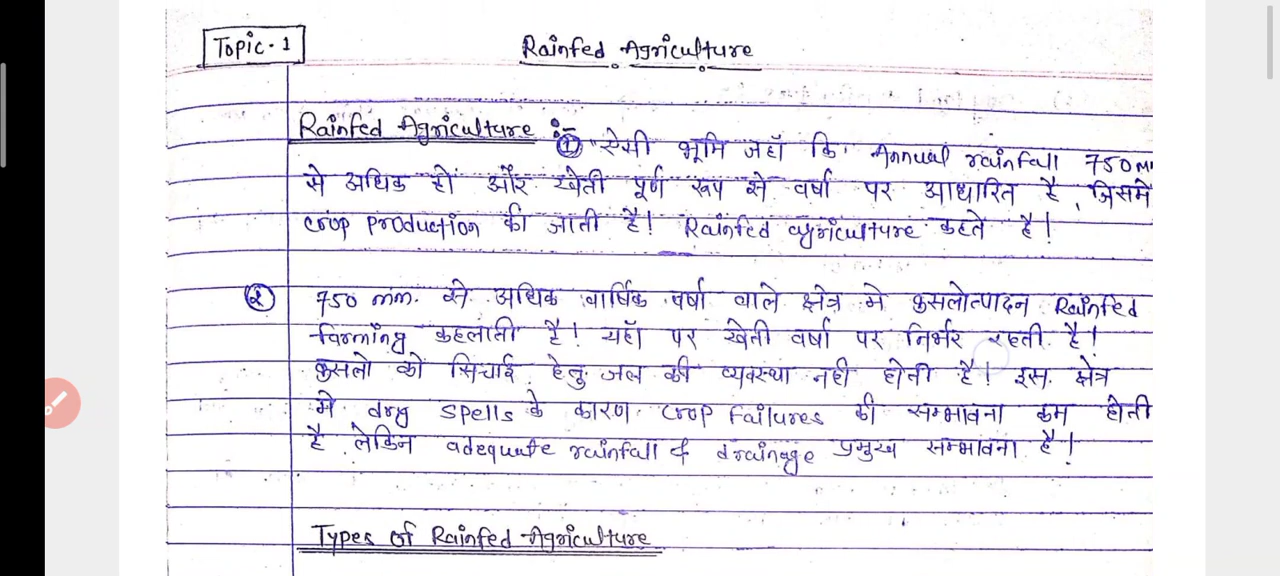 Topic-1
Rainfed Agriculture
Rainfed Agriculture :-
① ऐसी भूमि जहाँ कि Annual rainfall 750 m
से अधिक हो और खेती पूर्ण रूप से वर्षा पर आधारित है, जिसमे
crop production की जाती है! Rainfed agriculture कहते है!
② 750 mm. से अधिक वार्षिक वर्षा वाले क्षेत्र मे फसलोत्पादन Rainfed
farming कहलाती है! यहाँ पर खेती वर्षा पर निर्भर रहती है!
फसलो को सिचाई हेतु जल की व्यवस्था नही होती है! इस क्षेत्र
मे dry spells के कारण crop failures की सम्भावना कम होती
है लेकिन adequate rainfall & drainage प्रमुख सम्भावना है!
Types of Rainfed Agriculture